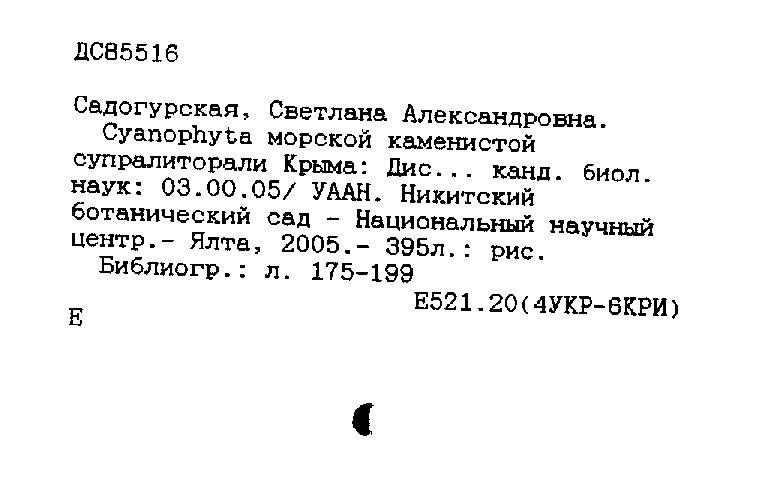 ДС85516
Садогурская, Светлана Александровна.
Cyanophyta морской каменистой
супралиторали Крыма: Дис... канд. биол.
наук: 03.00.05/ УААН. Никитский
ботанический сад - Национальный научный
центр.- Ялта, 2005.- 395л.: рис.
Библиогр.: л. 175-199
Е521.20(4УКР-6КРИ)
Е